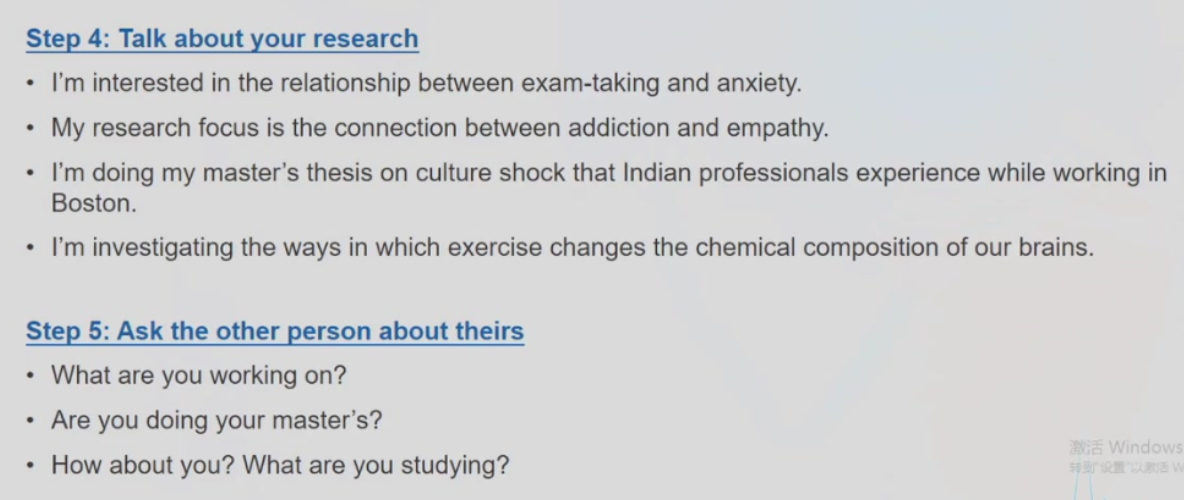 Step 4: Talk about your research
• I'm interested in the relationship between exam-taking and anxiety.
• My research focus is the connection between addiction and empathy.
• I'm doing my master's thesis on culture shock that Indian professionals experience while working in
Boston.
• I'm investigating the ways in which exercise changes the chemical composition of our brains.
Step 5: Ask the other person about theirs
• What are you working on?
• Are you doing your master's?
• How about you? What are you studying?
激活 Windows
转到"设置"以激活 W